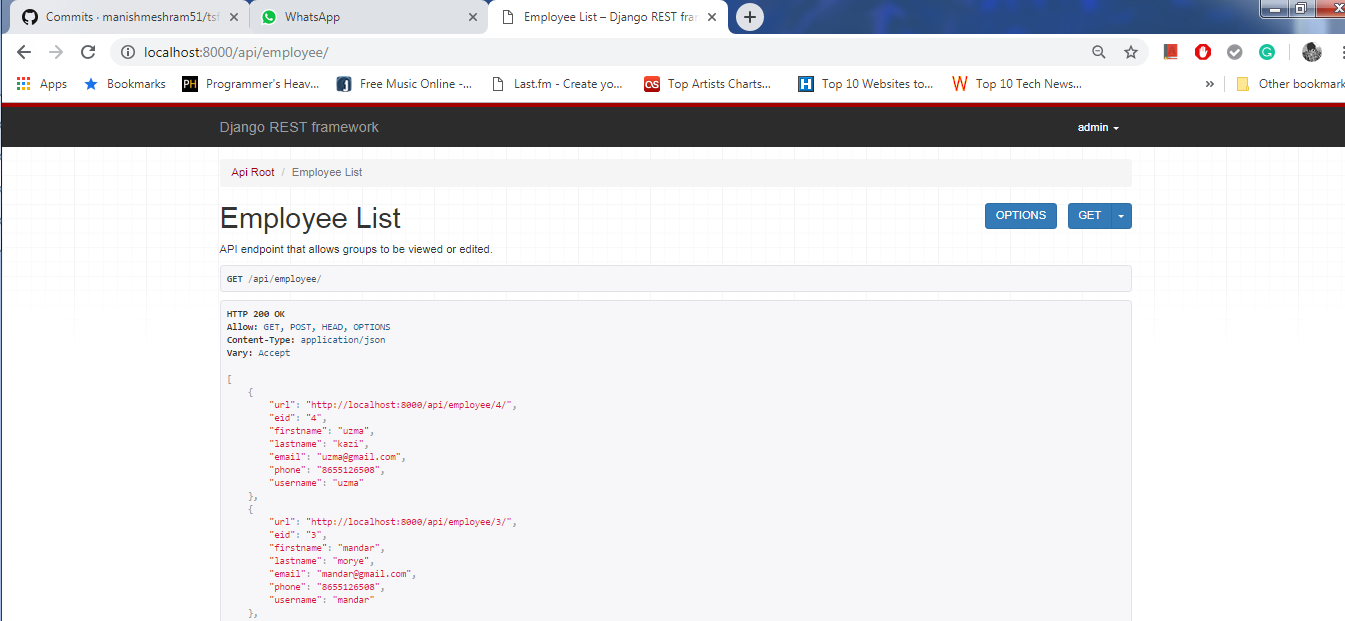 Commits · manishmeshram51/tsf
WhatsApp
Employee List – Django REST fra
localhost:8000/api/employee/
Apps
Bookmarks
PH Programmer's Heav...
Free Music Online -...
Last.fm - Create yo...
Top Artists Charts...
H Top 10 Websites to...
W Top 10 Tech News...
»
Other bookmark
Django REST framework
admin
Api Root / Employee List
Employee List
OPTIONS
GET
API endpoint that allows groups to be viewed or edited.
GET /api/employee/
HTTP 200 OK
Allow: GET, POST, HEAD, OPTIONS
Content-Type: application/json
Vary: Accept
[
{
"url": "http://localhost:8000/api/employee/4/",
"eid": "4",
"firstname": "uzma",
"lastname": "kazi",
"email": "uzma@gmail.com",
"phone": "8655126508",
"username": "uzma"
},
{
"url": "http://localhost:8000/api/employee/3/",
"eid": "3",
"firstname": "mandar",
"lastname": "morye",
"email": "mandar@gmail.com",
"phone": "8655126508",
"username": "mandar"
},